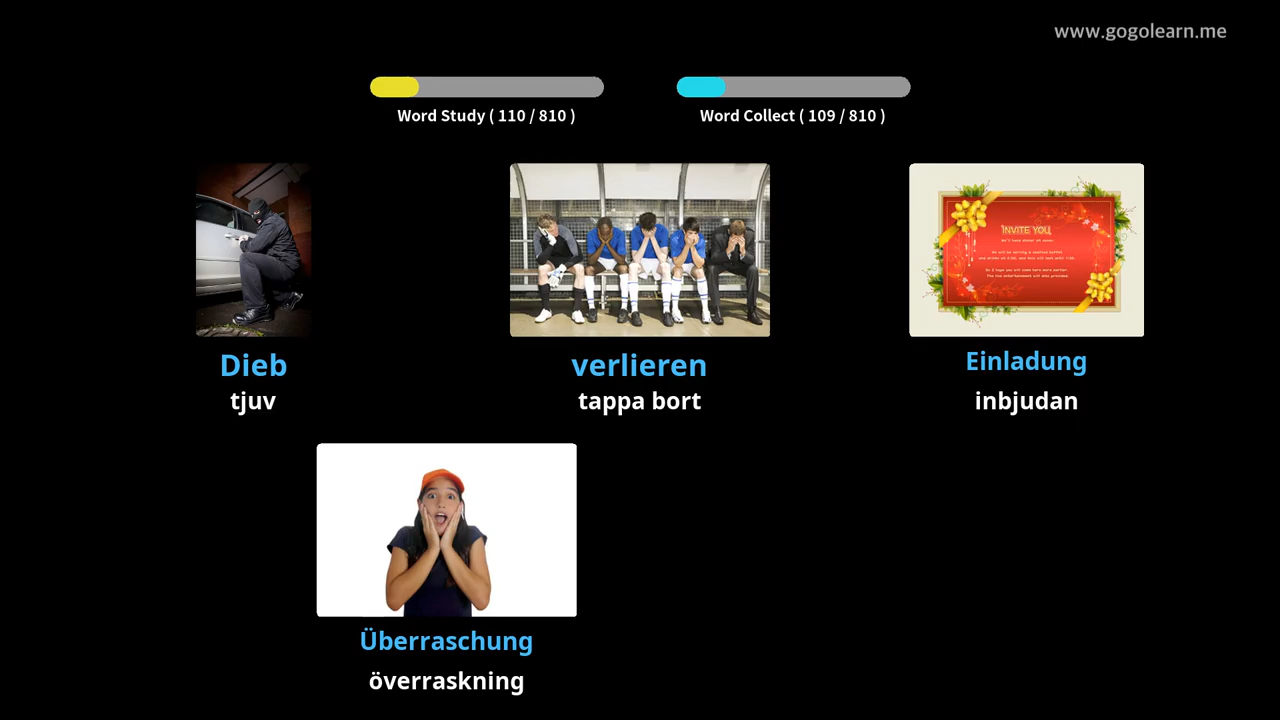 www.gogolearn.me
Word Study ( 110 / 810 )
Word Collect ( 109 / 810 )
INVITE YOU
Dieb
tjuv
verlieren
tappa bort
Einladung
inbjudan
Überraschung
överraskning